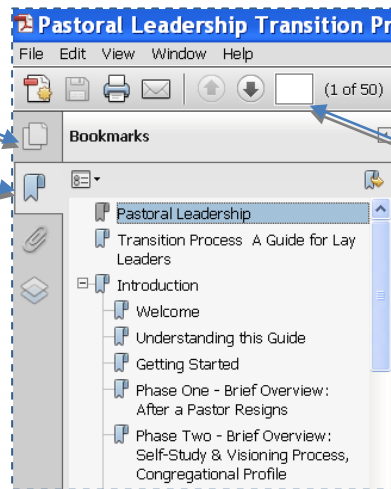 Pastoral Leadership Transition Pr
File Edit View Window Help
(1 of 50)
Bookmarks
Pastoral Leadership
Transition Process A Guide for Lay
Leaders
Introduction
Welcome
Understanding this Guide
Getting Started
Phase One - Brief Overview:
After a Pastor Resigns
Phase Two - Brief Overview:
Self-Study & Visioning Process,
Congregational Profile